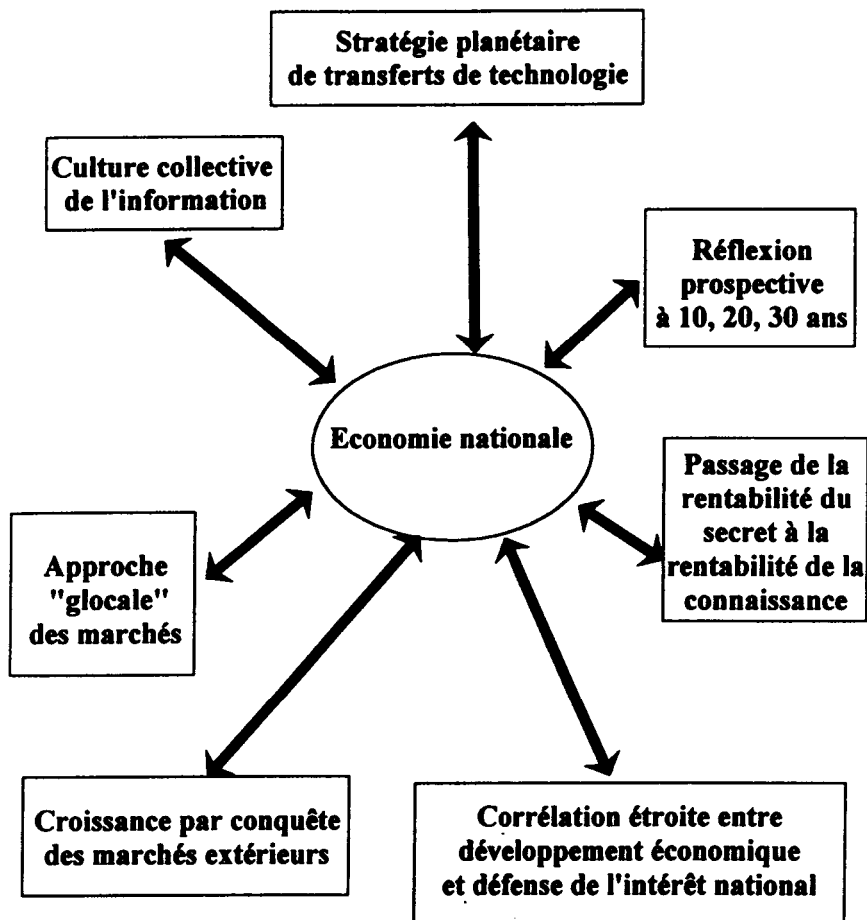 Stratégie planétaire
de transferts de technologie
Culture collective
de l'information
Réflexion
prospective
à 10, 20, 30 ans
Economie nationale
Passage de la
rentabilité du
secret à la
rentabilité de la
connaissance
Approche
"glocale"
des marchés
Croissance par conquête
des marchés extérieurs
Corrélation étroite entre
développement économique
et défense de l'intérêt national